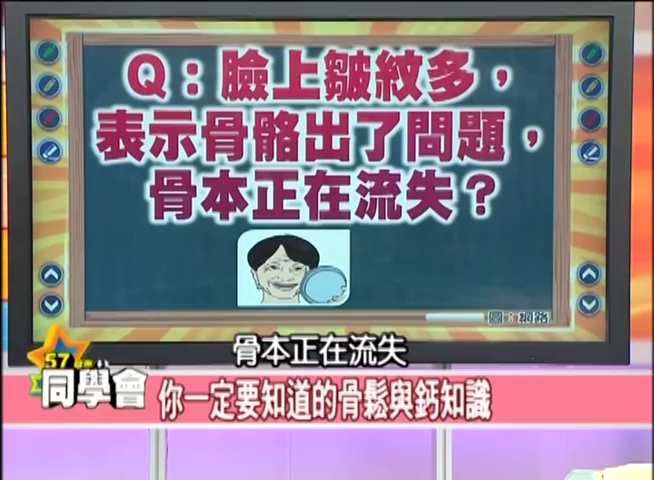 Q：臉上皺紋多，
表示骨骼出了問題，
骨本正在流失？
圖：網路
骨本正在流失
57
同學會
你一定要知道的骨鬆與鈣知識